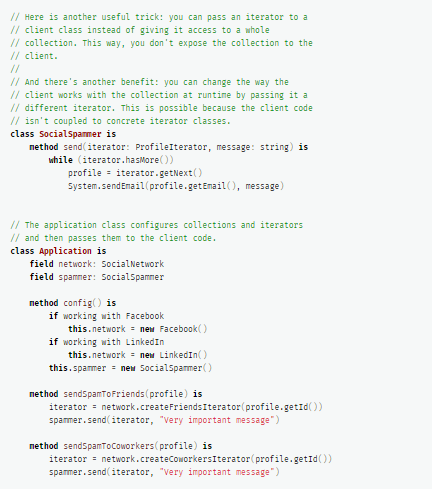 // Here is another useful trick: you can pass an iterator to a
// client class instead of giving it access to a whole
// collection. This way, you don't expose the collection to the
// client.
//
// And there's another benefit: you can change the way the
// client works with the collection at runtime by passing it a
// different iterator. This is possible because the client code
// isn't coupled to concrete iterator classes.
class SocialSpammer is
    method send(iterator: ProfileIterator, message: string) is
        while (iterator.hasMore())
            profile = iterator.getNext()
            System.sendEmail(profile.getEmail(), message)
// The application class configures collections and iterators
// and then passes them to the client code.
class Application is
    field network: SocialNetwork
    field spammer: SocialSpammer
    method config() is
        if working with Facebook
            this.network = new Facebook()
        if working with LinkedIn
            this.network = new LinkedIn()
        this.spammer = new SocialSpammer()
    method sendSpamToFriends(profile) is
        iterator = network.createFriendsIterator(profile.getId())
        spammer.send(iterator, "Very important message")
    method sendSpamToCoworkers(profile) is
        iterator = network.createCoworkersIterator(profile.getId())
        spammer.send(iterator, "Very important message")